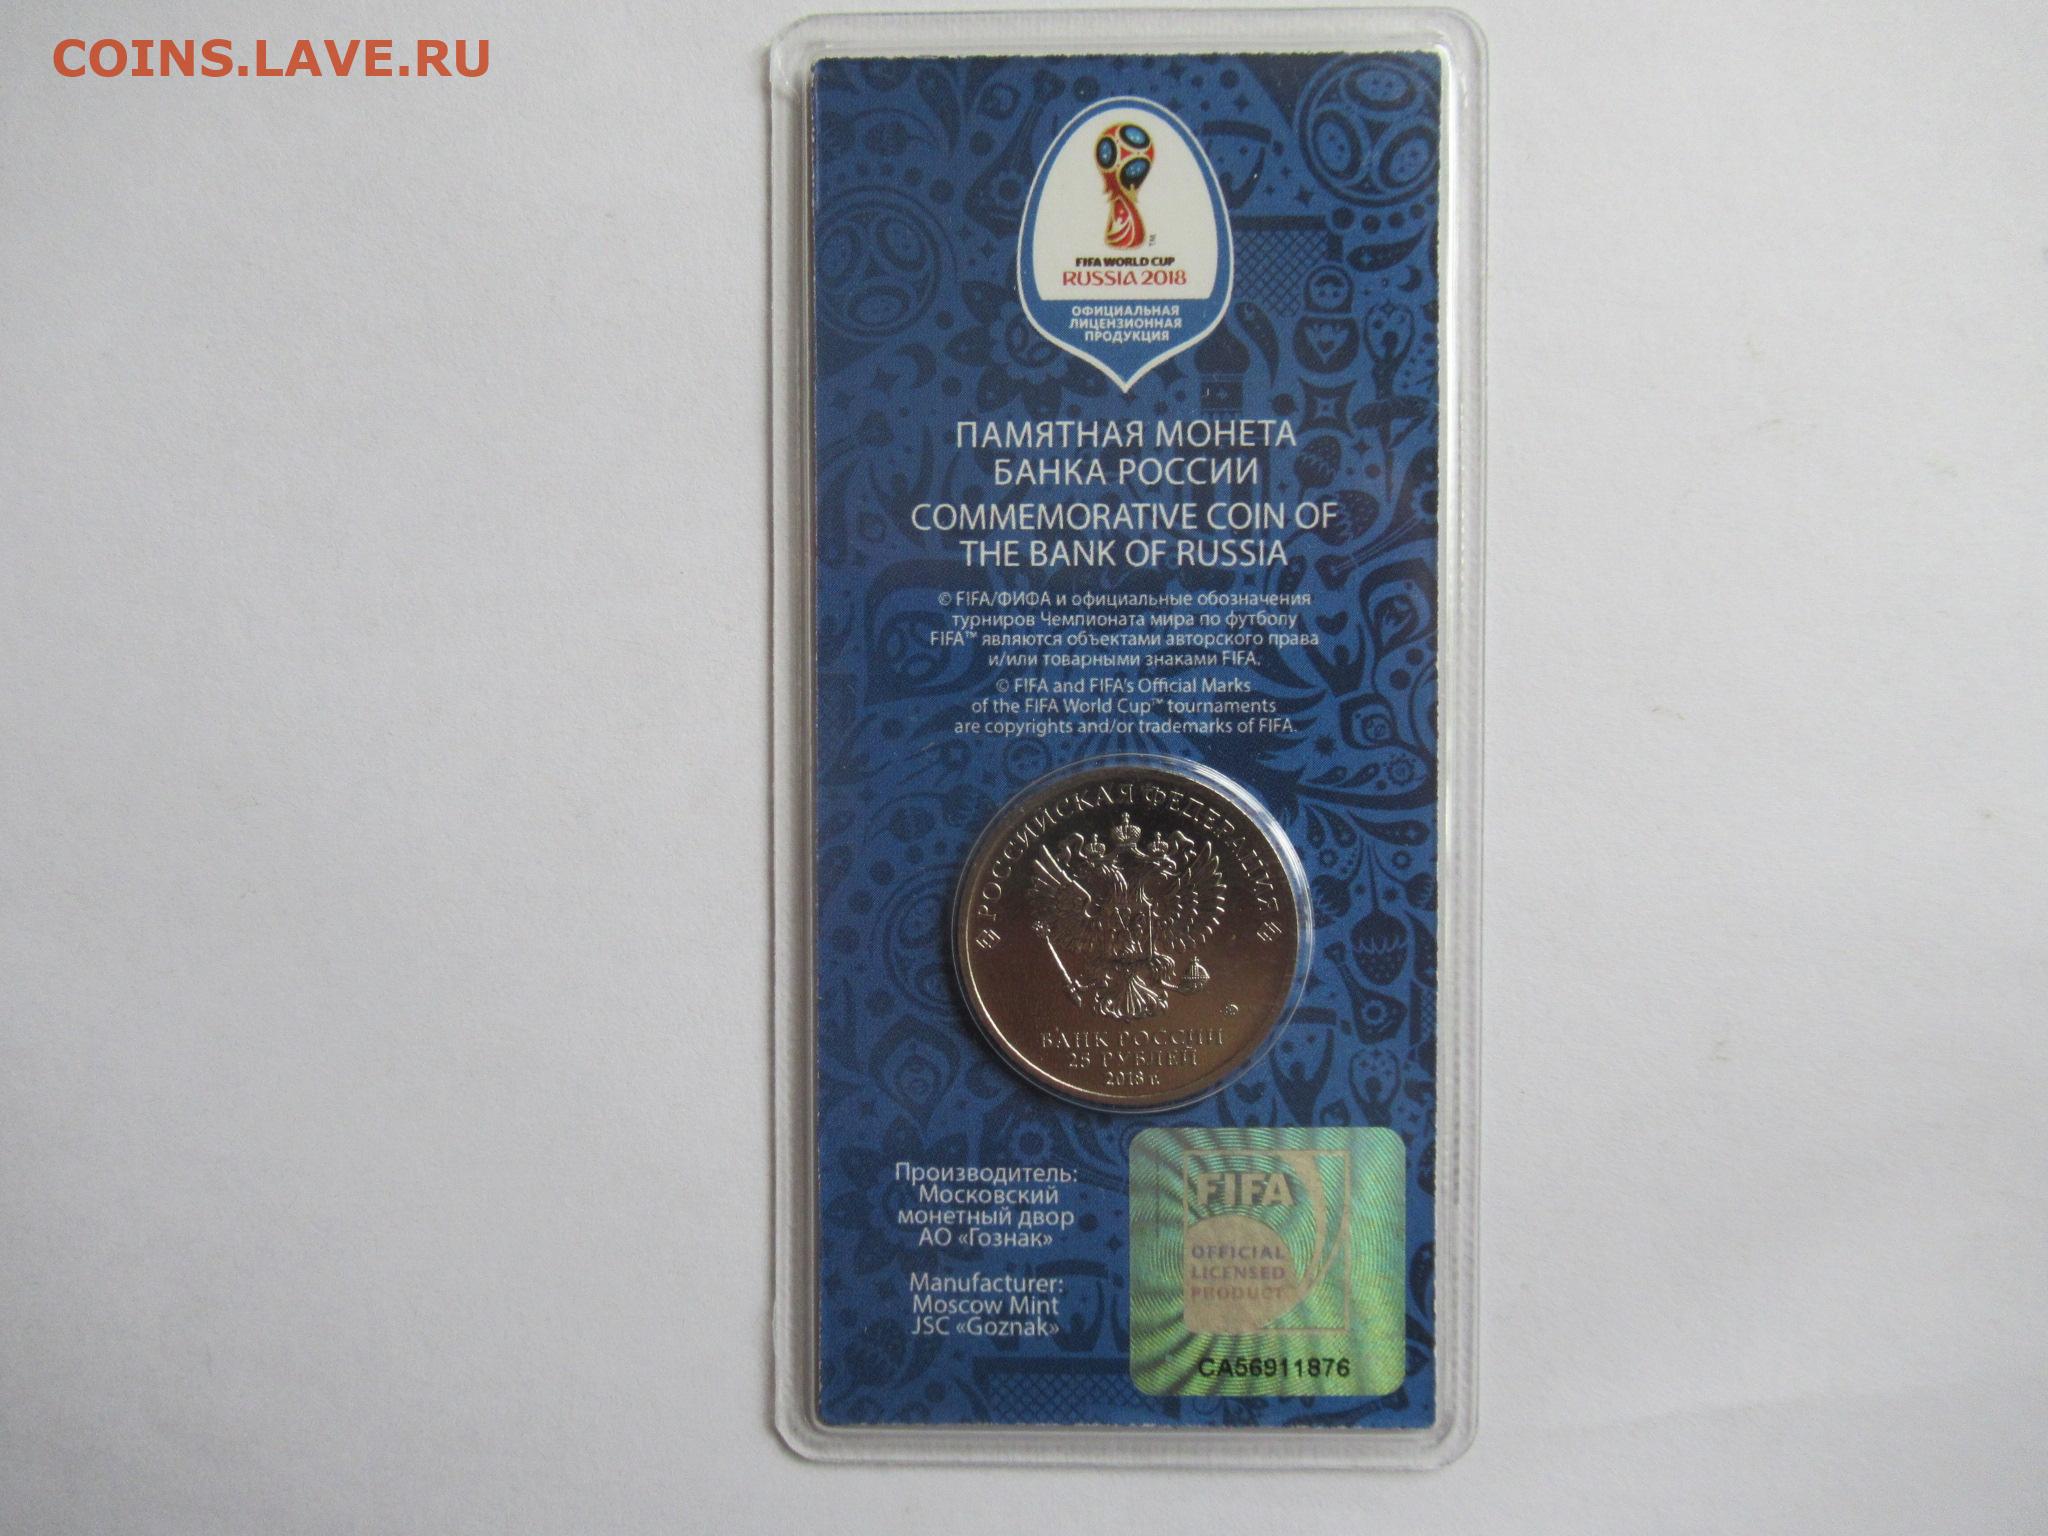 COINS.LAVE.RU
FIFA WORLD CUP
RUSSIA 2018
™
ОФИЦИАЛЬНАЯ
ЛИЦЕНЗИОННАЯ
ПРОДУКЦИЯ
ПАМЯТНАЯ МОНЕТА
БАНКА РОССИИ
COMMEMORATIVE COIN OF
THE BANK OF RUSSIA
© FIFA/ФИФА и официальные обозначения
турниров Чемпионата мира по футболу
FIFA™ являются объектами авторского права
и/или товарными знаками FIFA.
© FIFA and FIFA's Official Marks
of the FIFA World Cup™ tournaments
are copyrights and/or trademarks of FIFA.
РОССИЙСКАЯ ФЕДЕРАЦИЯ
БАНК РОССИИ
25 РУБЛЕЙ
2018 г.
Производитель:
Московский
монетный двор
АО «Гознак»
Manufacturer:
Moscow Mint
JSC «Goznak»
FIFA
OFFICIAL
LICENSED
PRODUCT
CA56911876